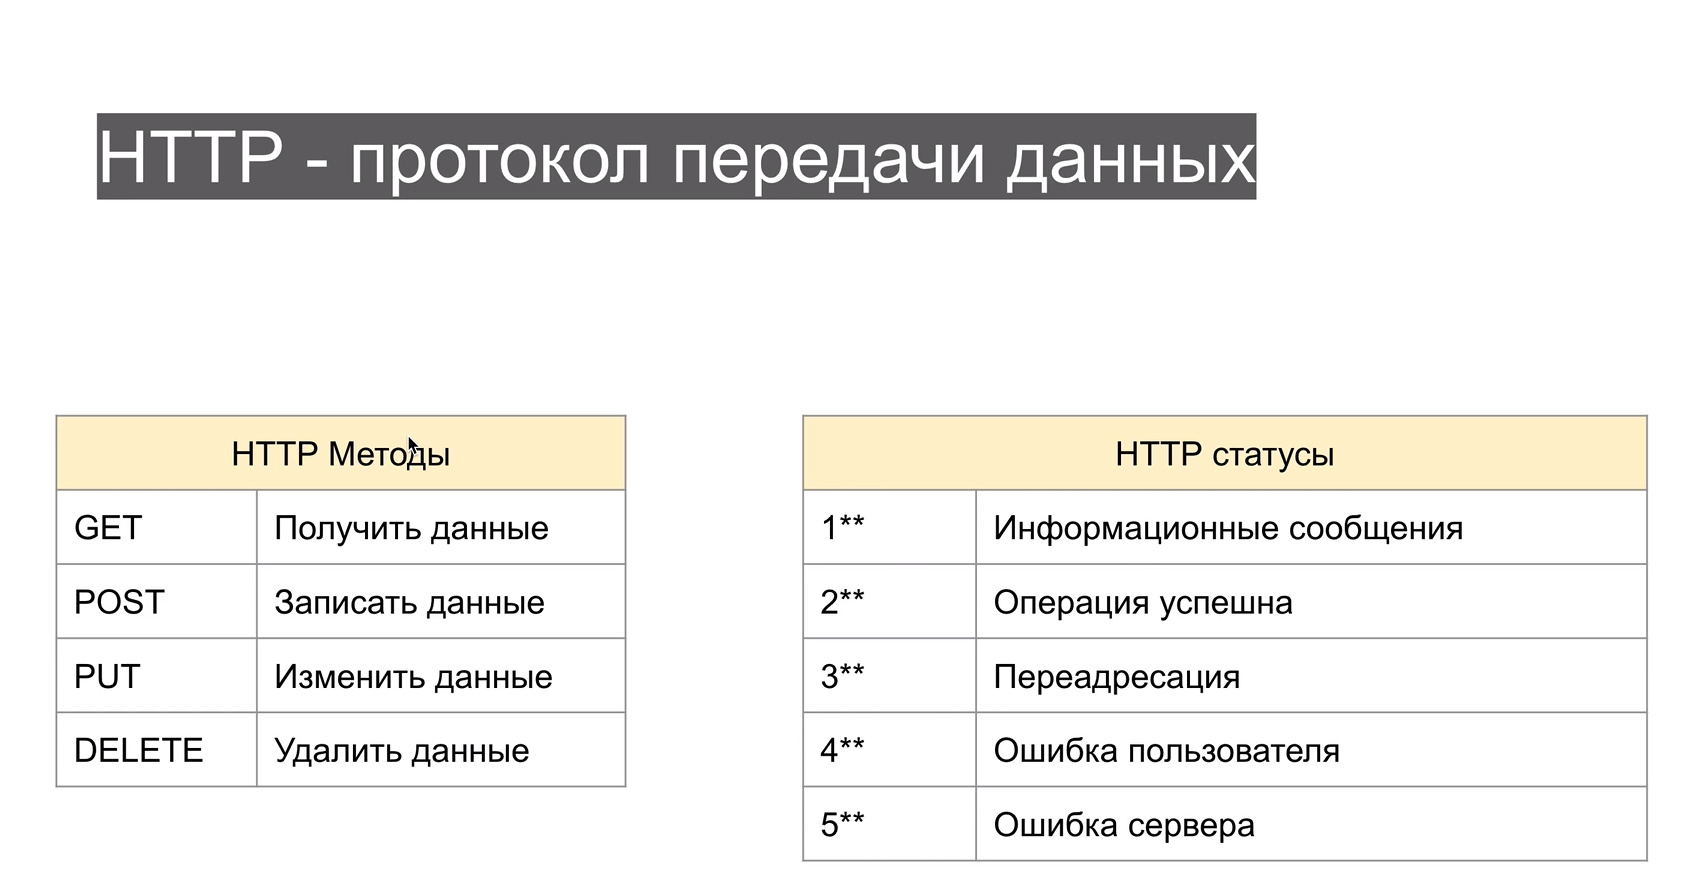 HTTP - протокол передачи данных
HTTP Методы
GET Получить данные
POST Записать данные
PUT Изменить данные
DELETE Удалить данные
HTTP статусы
1** Информационные сообщения
2** Операция успешна
3** Переадресация
4** Ошибка пользователя
5** Ошибка сервера